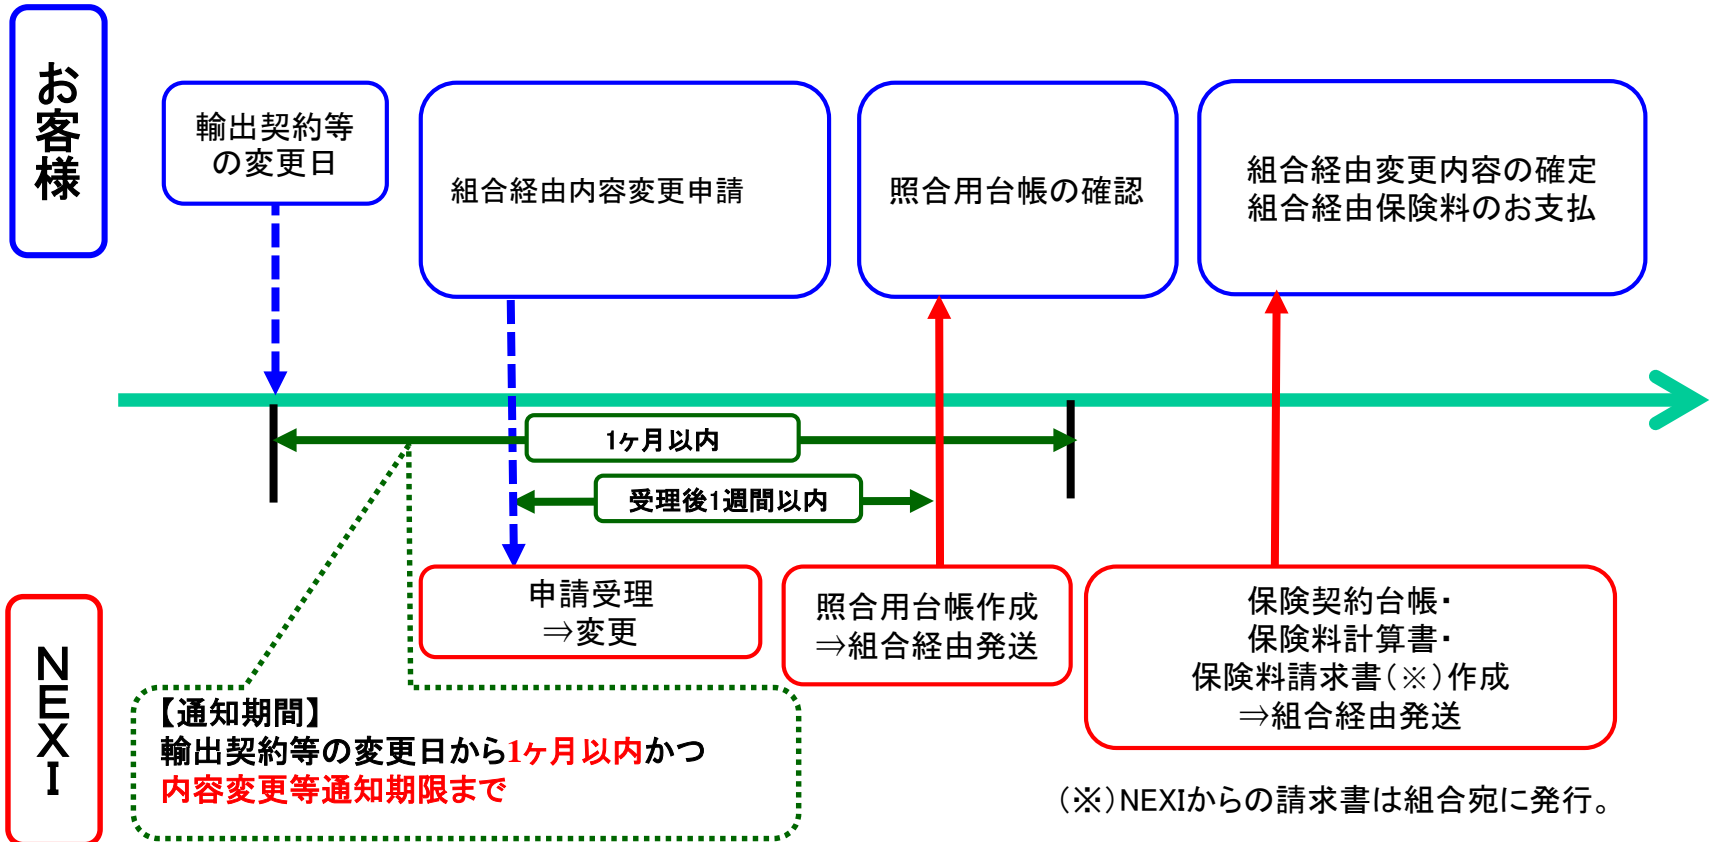 お客様
輸出契約等
の変更日
組合経由内容変更申請
照合用台帳の確認
組合経由変更内容の確定
組合経由保険料のお支払
1ヶ月以内
受理後1週間以内
NEXI
申請受理
⇒変更
照合用台帳作成
⇒組合経由発送
保険契約台帳・
保険料計算書・
保険料請求書(※)作成
⇒組合経由発送
【通知期間】
輸出契約等の変更日から1ヶ月以内かつ
内容変更等通知期限まで
(※)NEXIからの請求書は組合宛に発行。